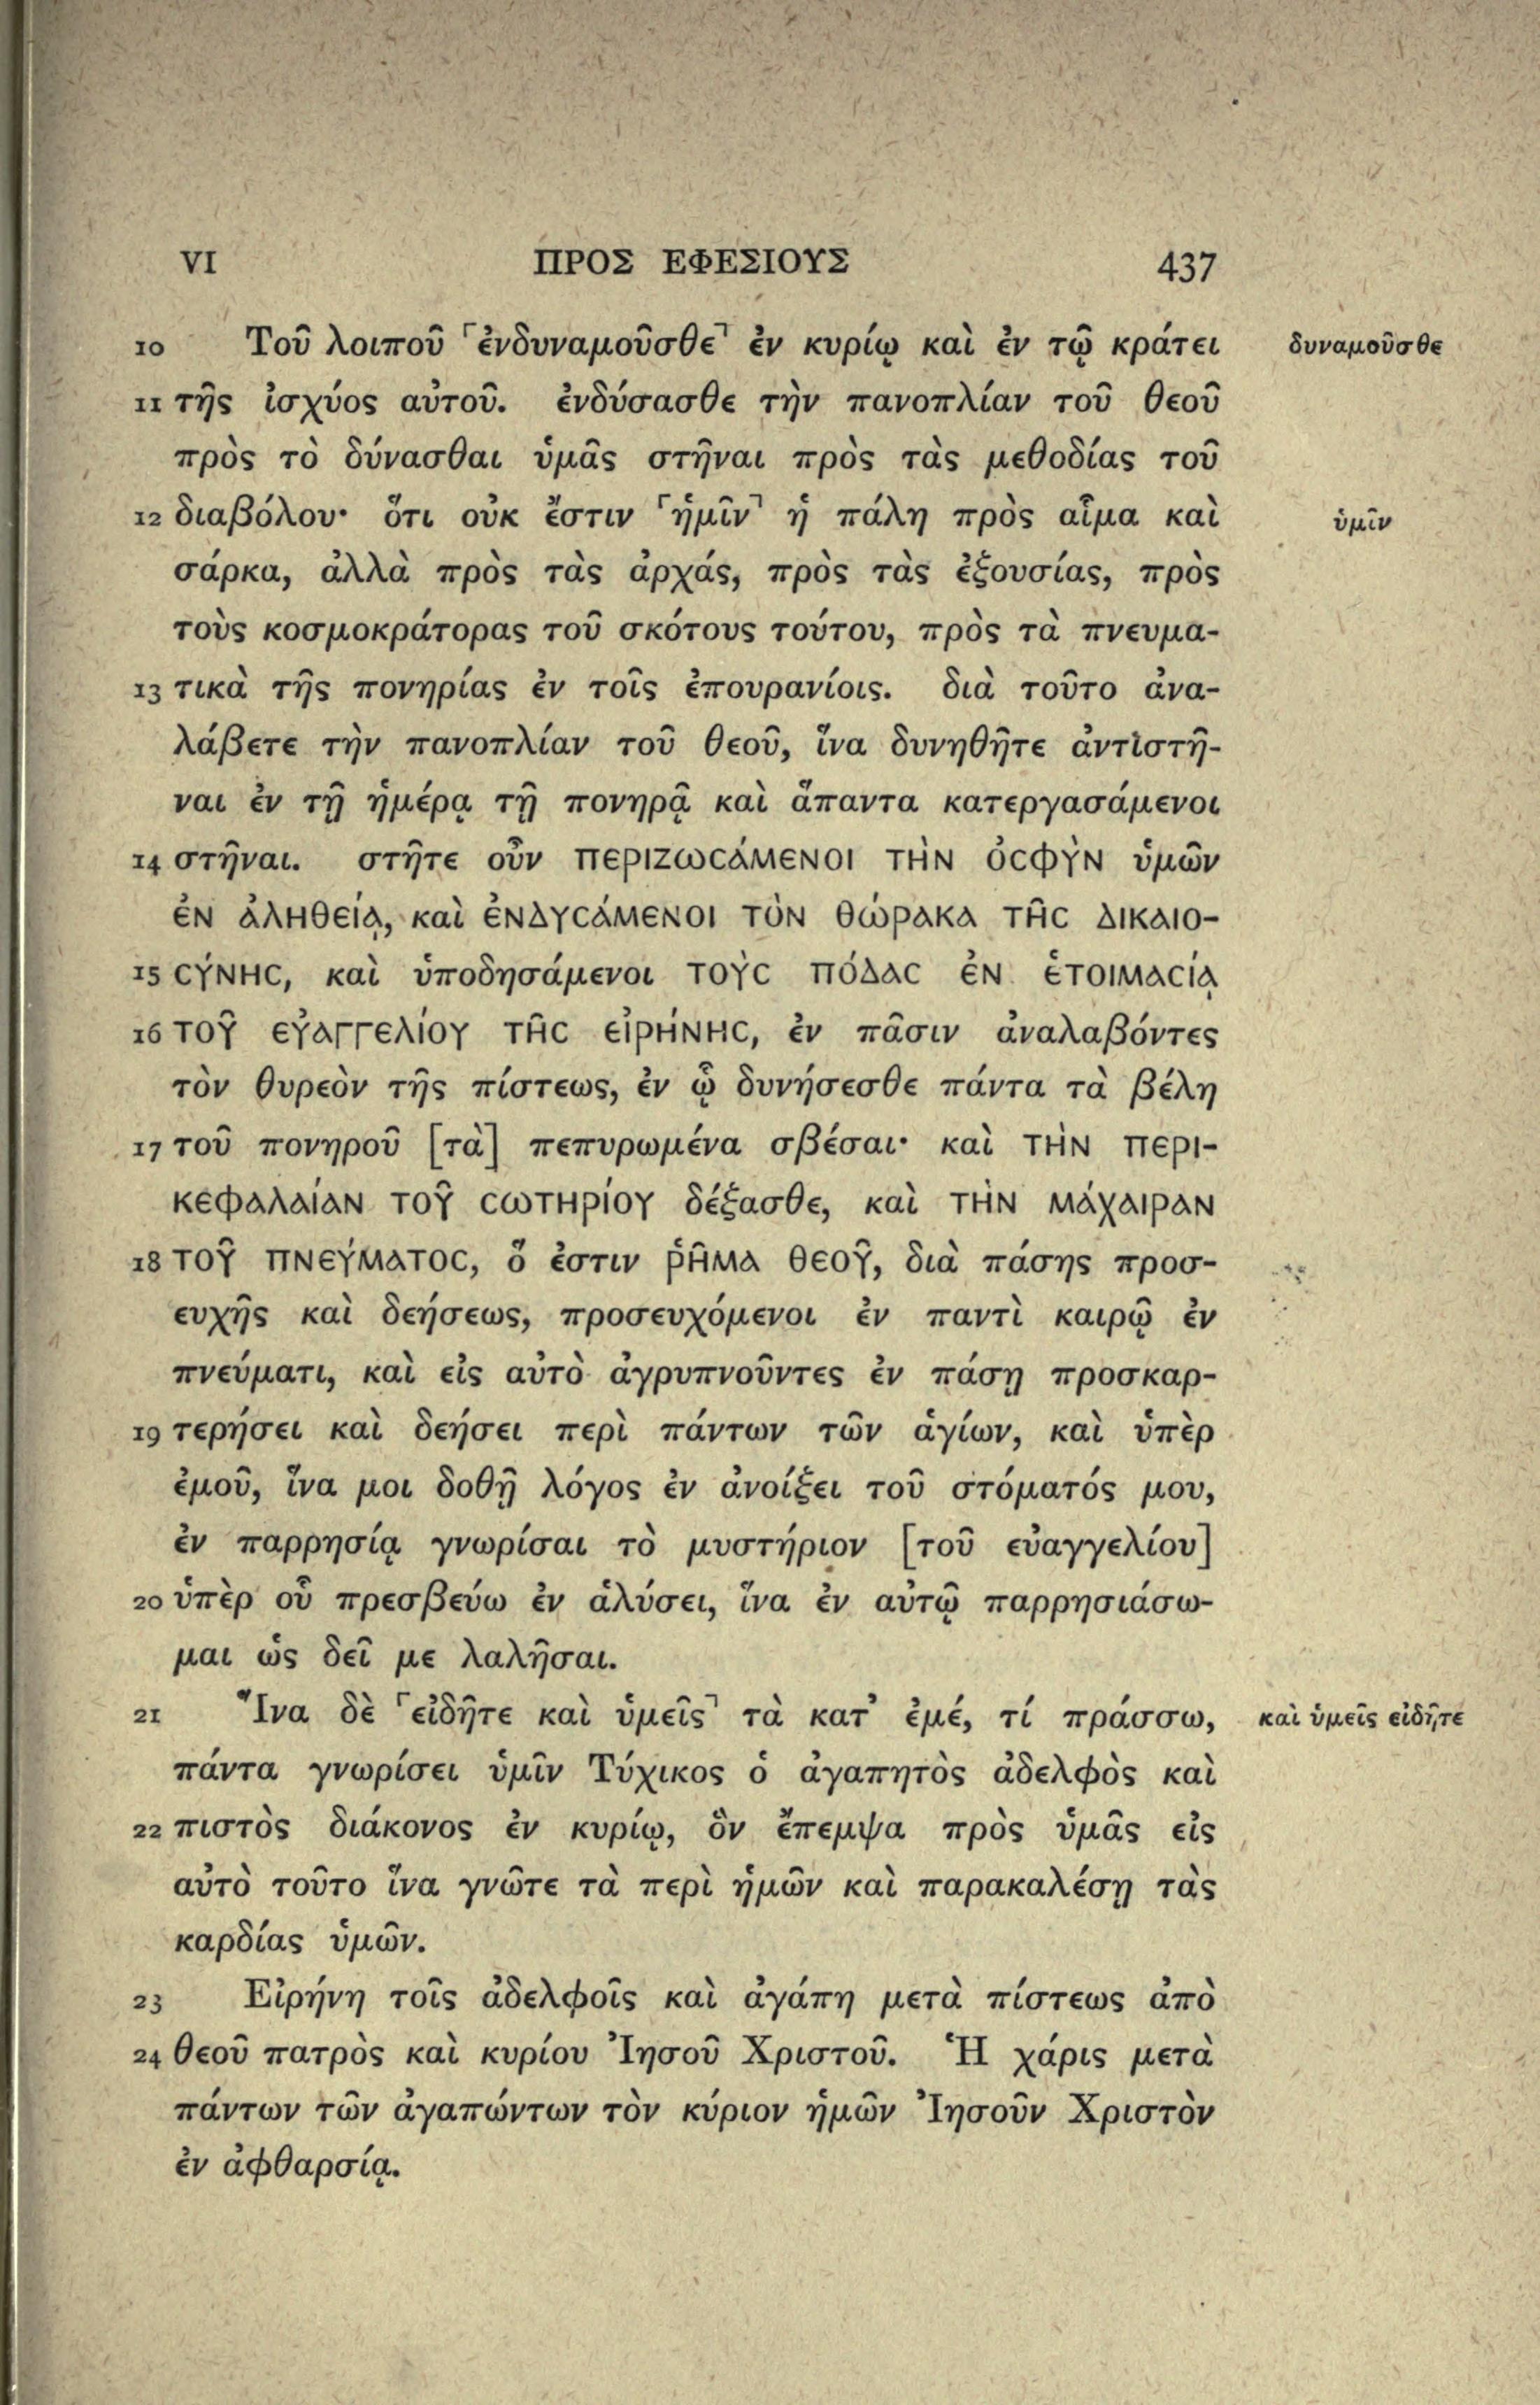 VI ΠΡΟΣ ΕΦΕΣΙΟΥΣ 437
10 Τοῦ λοιποῦ ⸢ἐνδυναμοῦσθε⸣ ἐν κυρίῳ καὶ ἐν τῷ κράτει δυναμοῦσθε
11 τῆς ἰσχύος αὐτοῦ. ἐνδύσασθε τὴν πανοπλίαν τοῦ θεοῦ
πρὸς τὸ δύνασθαι ὑμᾶς στῆναι πρὸς τὰς μεθοδίας τοῦ
12 διαβόλου· ὅτι οὐκ ἔστιν ⸢ἡμῖν⸣ ἡ πάλη πρὸς αἷμα καὶ ὑμῖν
σάρκα, ἀλλὰ πρὸς τὰς ἀρχάς, πρὸς τὰς ἐξουσίας, πρὸς
τοὺς κοσμοκράτορας τοῦ σκότους τούτου, πρὸς τὰ πνευμα-
13 τικὰ τῆς πονηρίας ἐν τοῖς ἐπουρανίοις. διὰ τοῦτο ἀνα-
λάβετε τὴν πανοπλίαν τοῦ θεοῦ, ἵνα δυνηθῆτε ἀντιστῆ-
ναι ἐν τῇ ἡμέρᾳ τῇ πονηρᾷ καὶ ἅπαντα κατεργασάμενοι
14 στῆναι. στῆτε οὖν περιζωϲάμενοι τὴν ὀϲφὺν ὑμῶν
ἐν ἀληθείᾳ, καὶ ἐνδυϲάμενοι τὸν θώρακα τῆϲ δικαιο-
15 ϲύνηϲ, καὶ ὑποδησάμενοι τοὺϲ πόδαϲ ἐν ἑτοιμαϲίᾳ
16 τοῦ εὐαγγελίου τῆϲ εἰρήνηϲ, ἐν πᾶσιν ἀναλαβόντες
τὸν θυρεὸν τῆς πίστεως, ἐν ᾧ δυνήσεσθε πάντα τὰ βέλη
17 τοῦ πονηροῦ [τὰ] πεπυρωμένα σβέσαι· καὶ τὴν περι-
κεφαλαίαν τοῦ ϲωτηρίου δέξασθε, καὶ τὴν μάχαιραν
18 τοῦ πνεύματοϲ, ὅ ἐστιν ῥῆμα θεοῦ, διὰ πάσης προσ-
ευχῆς καὶ δεήσεως, προσευχόμενοι ἐν παντὶ καιρῷ ἐν
πνεύματι, καὶ εἰς αὐτὸ ἀγρυπνοῦντες ἐν πάσῃ προσκαρ-
19 τερήσει καὶ δεήσει περὶ πάντων τῶν ἁγίων, καὶ ὑπὲρ
ἐμοῦ, ἵνα μοι δοθῇ λόγος ἐν ἀνοίξει τοῦ στόματός μου,
ἐν παρρησίᾳ γνωρίσαι τὸ μυστήριον [τοῦ εὐαγγελίου]
20 ὑπὲρ οὗ πρεσβεύω ἐν ἁλύσει, ἵνα ἐν αὐτῷ παρρησιάσω-
μαι ὡς δεῖ με λαλῆσαι.
21 Ἵνα δὲ ⸢εἰδῆτε καὶ ὑμεῖς⸣ τὰ κατ᾽ ἐμέ, τί πράσσω, καὶ ὑμεῖς εἰδῆτε
πάντα γνωρίσει ὑμῖν Τύχικος ὁ ἀγαπητὸς ἀδελφὸς καὶ
22 πιστὸς διάκονος ἐν κυρίῳ, ὃν ἔπεμψα πρὸς ὑμᾶς εἰς
αὐτὸ τοῦτο ἵνα γνῶτε τὰ περὶ ἡμῶν καὶ παρακαλέσῃ τὰς
καρδίας ὑμῶν.
23 Εἰρήνη τοῖς ἀδελφοῖς καὶ ἀγάπη μετὰ πίστεως ἀπὸ
24 θεοῦ πατρὸς καὶ κυρίου Ἰησοῦ Χριστοῦ. Ἡ χάρις μετὰ
πάντων τῶν ἀγαπώντων τὸν κύριον ἡμῶν Ἰησοῦν Χριστὸν
ἐν ἀφθαρσίᾳ.